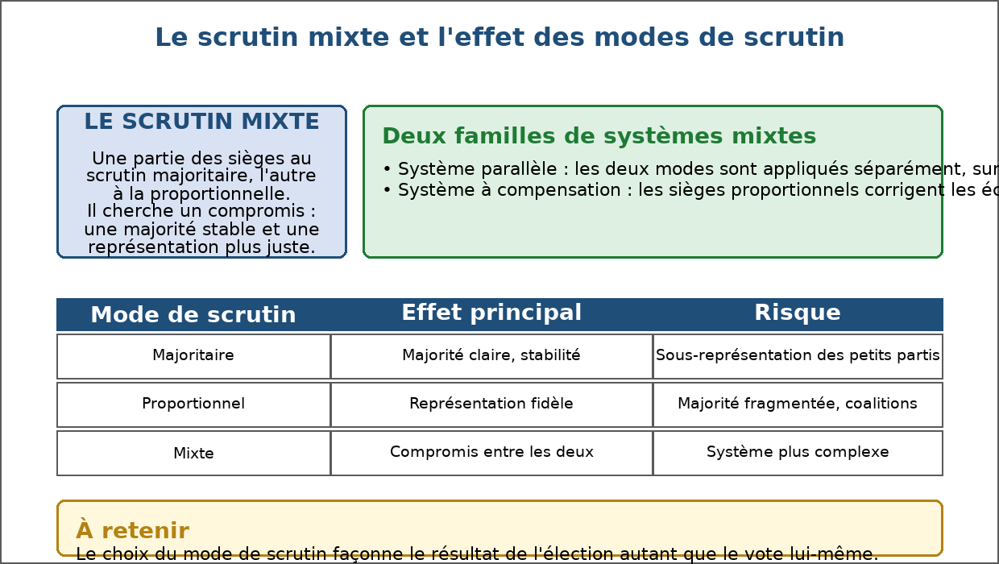 Le scrutin mixte et l'effet des modes de scrutin
LE SCRUTIN MIXTE
Une partie des sièges au
scrutin majoritaire, l'autre
à la proportionnelle.
Il cherche un compromis :
une majorité stable et une
représentation plus juste.
Deux familles de systèmes mixtes
• Système parallèle : les deux modes sont appliqués séparément, sur
• Système à compensation : les sièges proportionnels corrigent les
Mode de scrutin Effet principal Risque
Majoritaire Majorité claire, stabilité Sous-représentation des petits partis
Proportionnel Représentation fidèle Majorité fragmentée, coalitions
Mixte Compromis entre les deux Système plus complexe
À retenir
Le choix du mode de scrutin façonne le résultat de l'élection autant que le vote lui-même.